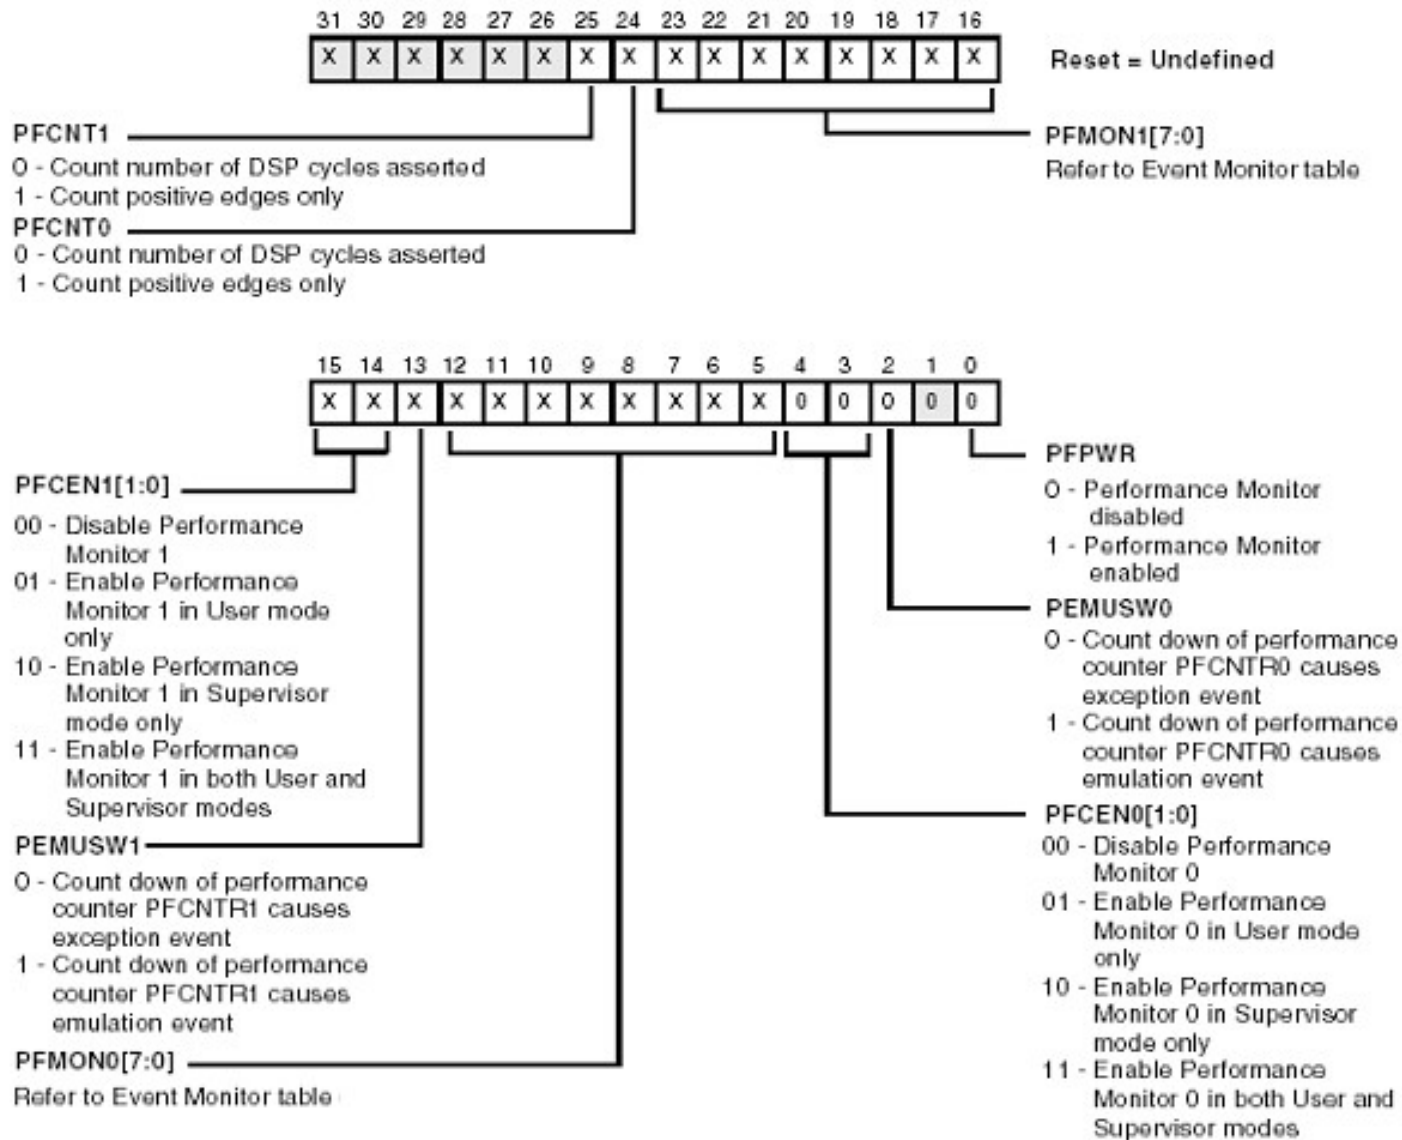 31 30 29 28 27 26 25 24 23 22 21 20 19 18 17 16
X X X X X X X X X X X X X X X X
Reset = Undefined
PFCNT1
0 - Count number of DSP cycles asserted
1 - Count positive edges only
PFCNT0
0 - Count number of DSP cycles asserted
1 - Count positive edges only
PFMON1[7:0]
Refer to Event Monitor table
15 14 13 12 11 10 9 8 7 6 5 4 3 2 1 0
X X X X X X X X X X X 0 0 0 0 0
PFCEN1[1:0]
00 - Disable Performance
Monitor 1
01 - Enable Performance
Monitor 1 in User mode
only
10 - Enable Performance
Monitor 1 in Supervisor
mode only
11 - Enable Performance
Monitor 1 in both User and
Supervisor modes
PEMUSW1
0 - Count down of performance
counter PFCNTR1 causes
exception event
1 - Count down of performance
counter PFCNTR1 causes
emulation event
PFMON0[7:0]
Refer to Event Monitor table
PFPWR
0 - Performance Monitor
disabled
1 - Performance Monitor
enabled
PEMUSW0
0 - Count down of performance
counter PFCNTR0 causes
exception event
1 - Count down of performance
counter PFCNTR0 causes
emulation event
PFCEN0[1:0]
00 - Disable Performance
Monitor 0
01 - Enable Performance
Monitor 0 in User mode
only
10 - Enable Performance
Monitor 0 in Supervisor
mode only
11 - Enable Performance
Monitor 0 in both User and
Supervisor modes